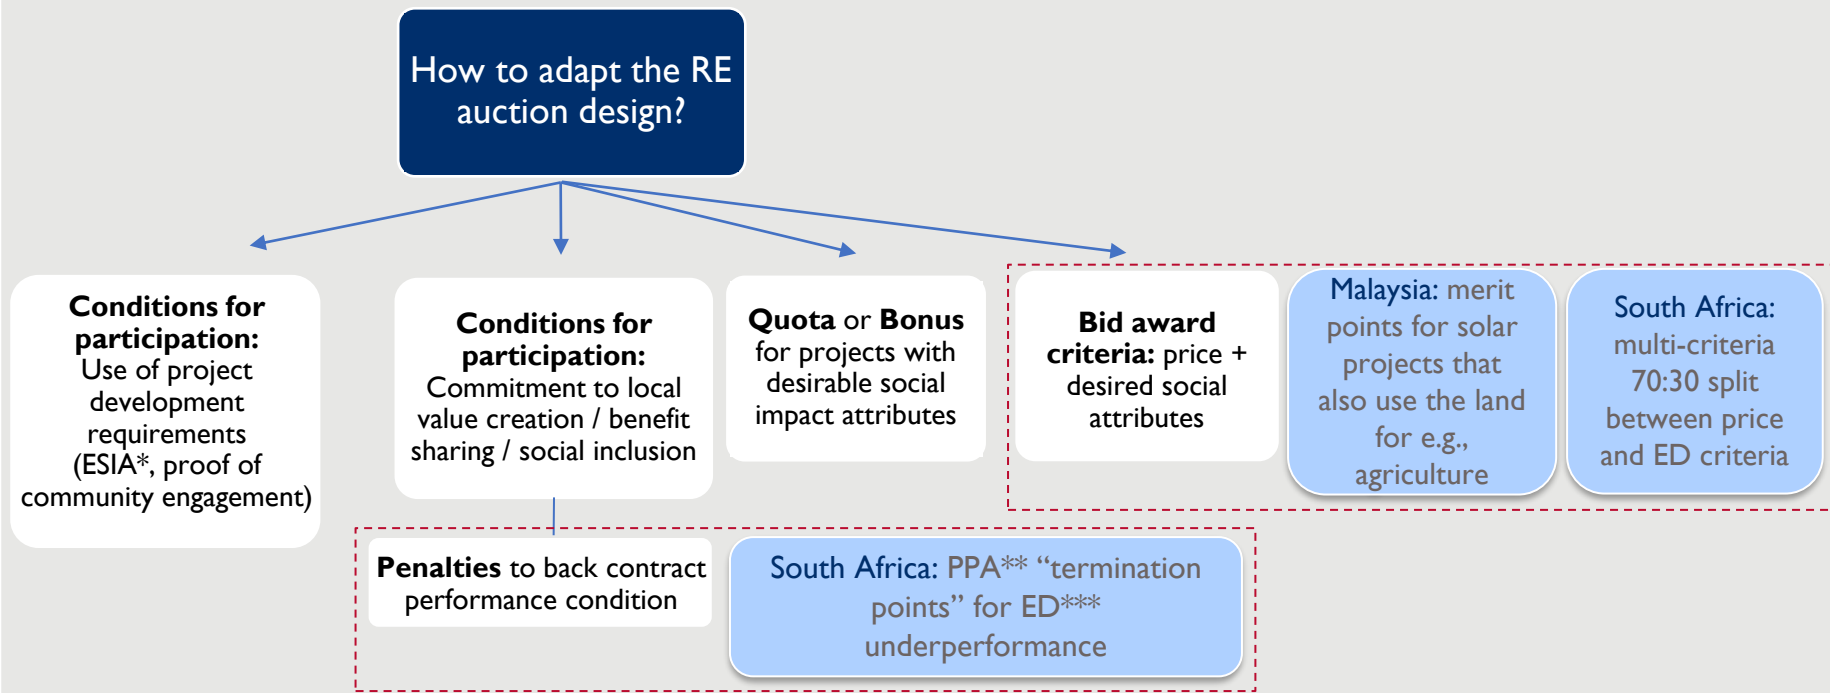 How to adapt the RE
auction design?
Conditions for
participation:
Use of project
development
requirements
(ESIA*, proof of
community engagement)
Conditions for
participation:
Commitment to local
value creation / benefit
sharing / social inclusion
Quota or Bonus
for projects with
desirable social
impact attributes
Bid award
criteria: price +
desired social
attributes
Malaysia: merit
points for solar
projects that
also use the land
for e.g.,
agriculture
South Africa:
multi-criteria
70:30 split
between price
and ED criteria
Penalties to back contract
performance condition
South Africa: PPA** “termination
points” for ED***
underperformance